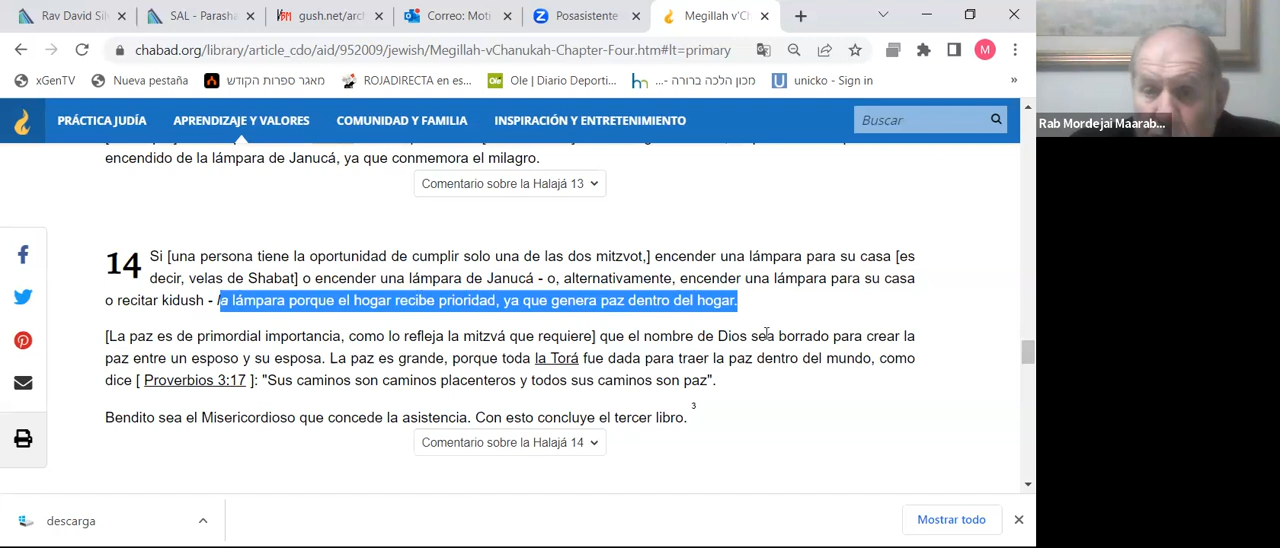 Rav David Sil
SAL - Parasha
gush.net/arc
Correo: Moti
Posasistente
Megillah v'C
chabad.org/library/article_cdo/aid/952009/jewish/Megillah-vChanukah-Chapter-Four.htm#lt=primary
M
xGenTV
Nueva pestaña
מאגר ספרות הקודש
ROJADIRECTA en es...
Ole | Diario Deporti...
מכון הלכה ברורה -...
unicko - Sign in
»
PRÁCTICA JUDÍA
APRENDIZAJE Y VALORES
COMUNIDAD Y FAMILIA
INSPIRACIÓN Y ENTRETENIMIENTO
Buscar
Rab Mordejai Maarab...
encendido de la lámpara de Janucá, ya que conmemora el milagro.
Comentario sobre la Halajá 13
14 Si [una persona tiene la oportunidad de cumplir solo una de las dos mitzvot,] encender una lámpara para su casa [es
decir, velas de Shabat] o encender una lámpara de Janucá - o, alternativamente, encender una lámpara para su casa
o recitar kidush - la lámpara porque el hogar recibe prioridad, ya que genera paz dentro del hogar.
[La paz es de primordial importancia, como lo refleja la mitzvá que requiere] que el nombre de Dios sea borrado para crear la
paz entre un esposo y su esposa. La paz es grande, porque toda la Torá fue dada para traer la paz dentro del mundo, como
dice [ Proverbios 3:17 ]: "Sus caminos son caminos placenteros y todos sus caminos son paz".
Bendito sea el Misericordioso que concede la asistencia. Con esto concluye el tercer libro. 3
Comentario sobre la Halajá 14
descarga
Mostrar todo